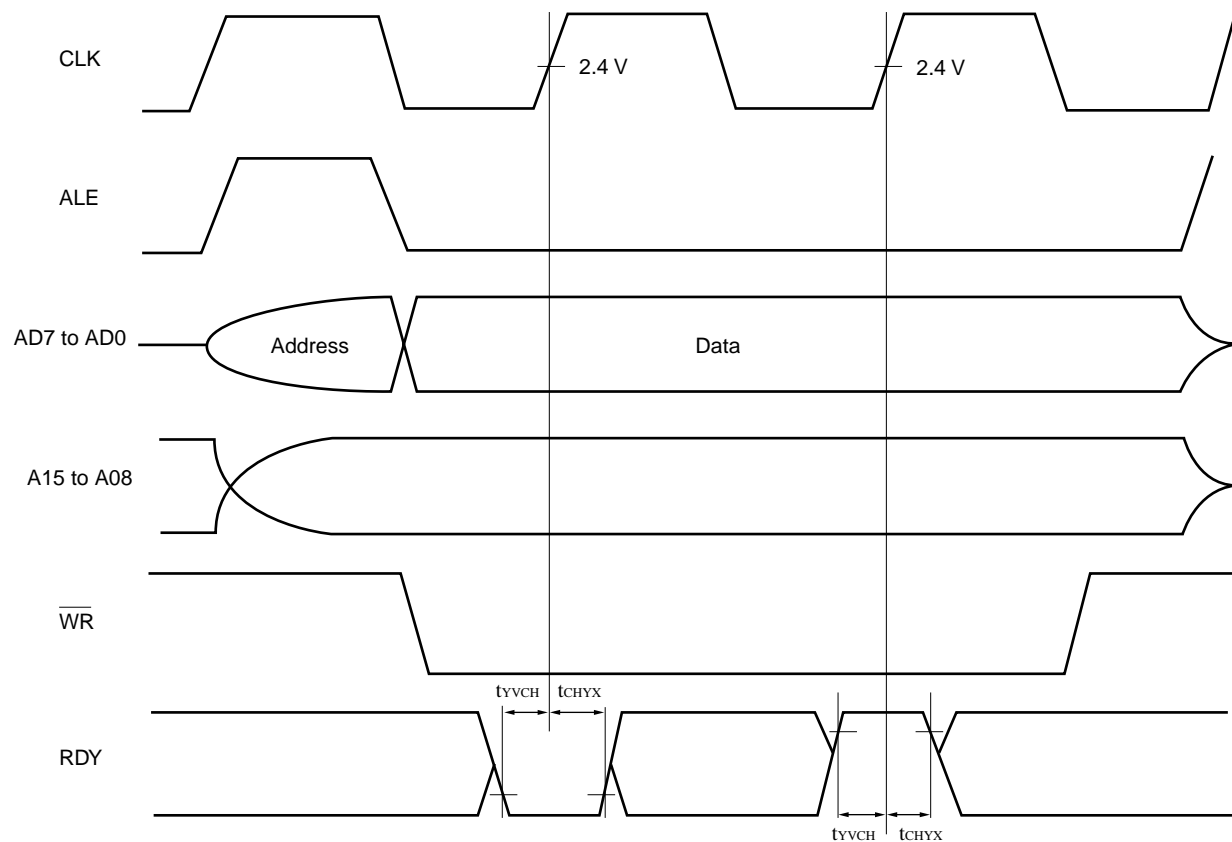 CLK
2.4 V
2.4 V
ALE
AD7 to AD0
Address
Data
A15 to A08
W̅R̅
tYVCH
tCHYX
RDY
tYVCH
tCHYX